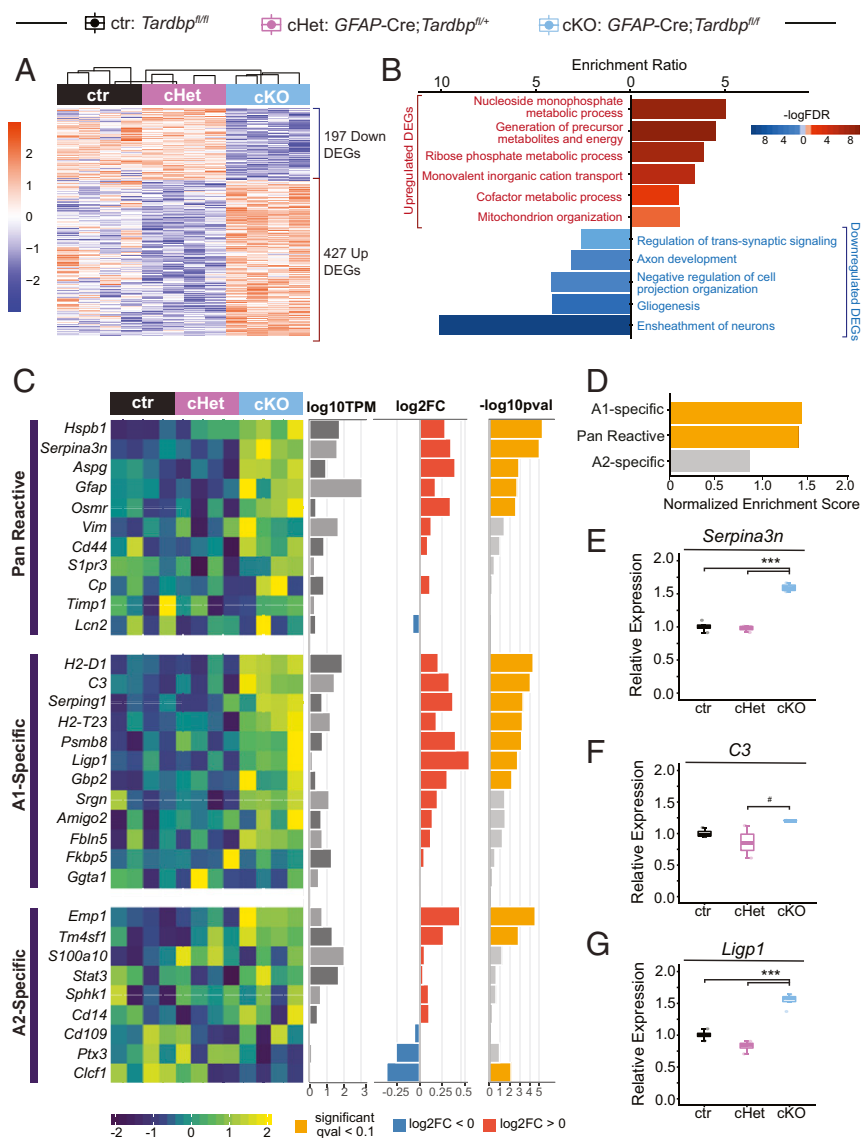 ctr: Tardbpfl/fl cHet: GFAP-Cre;Tardbpfl/+ cKO: GFAP-Cre;Tardbpfl/f
A
ctr cHet cKO
2
1
0
−1
−2
197 Down
DEGs
427 Up
DEGs
B
Enrichment Ratio
10 5 0 5
Upregulated DEGs
Nucleoside monophosphate
metabolic process
Generation of precursor
metabolites and energy
Ribose phosphate metabolic process
Monovalent inorganic cation transport
Cofactor metabolic process
Mitochondrion organization
-logFDR
8 4 0 4 8
Regulation of trans-synaptic signaling
Axon development
Negative regulation of cell
projection organization
Gliogenesis
Ensheathment of neurons
Downregulated DEGs
C
ctr cHet cKO
log10TPM log2FC -log10pval
Pan Reactive
Hspb1
Serpina3n
Aspg
Gfap
Osmr
Vim
Cd44
S1pr3
Cp
Timp1
Lcn2
A1-Specific
H2-D1
C3
Serping1
H2-T23
Psmb8
Ligp1
Gbp2
Srgn
Amigo2
Fbln5
Fkbp5
Ggta1
A2-Specific
Emp1
Tm4sf1
S100a10
Stat3
Sphk1
Cd14
Cd109
Ptx3
Clcf1
0 1 2 3
-0.25 0 0.25 0.5
-0 1 2 3 4 5
-2 -1 0 1 2
significant
qval < 0.1
log2FC < 0
log2FC > 0
D
A1-specific
Pan Reactive
A2-specific
0 0.5 1.0 1.5 2.0
Normalized Enrichment Score
E
Serpina3n
***
Relative Expression
2.0
1.5
1.0
0.5
0.0
ctr cHet cKO
F
C3
#
Relative Expression
2.0
1.5
1.0
0.5
0.0
ctr cHet cKO
G
Ligp1
***
Relative Expression
2.0
1.5
1.0
0.5
0.0
ctr cHet cKO